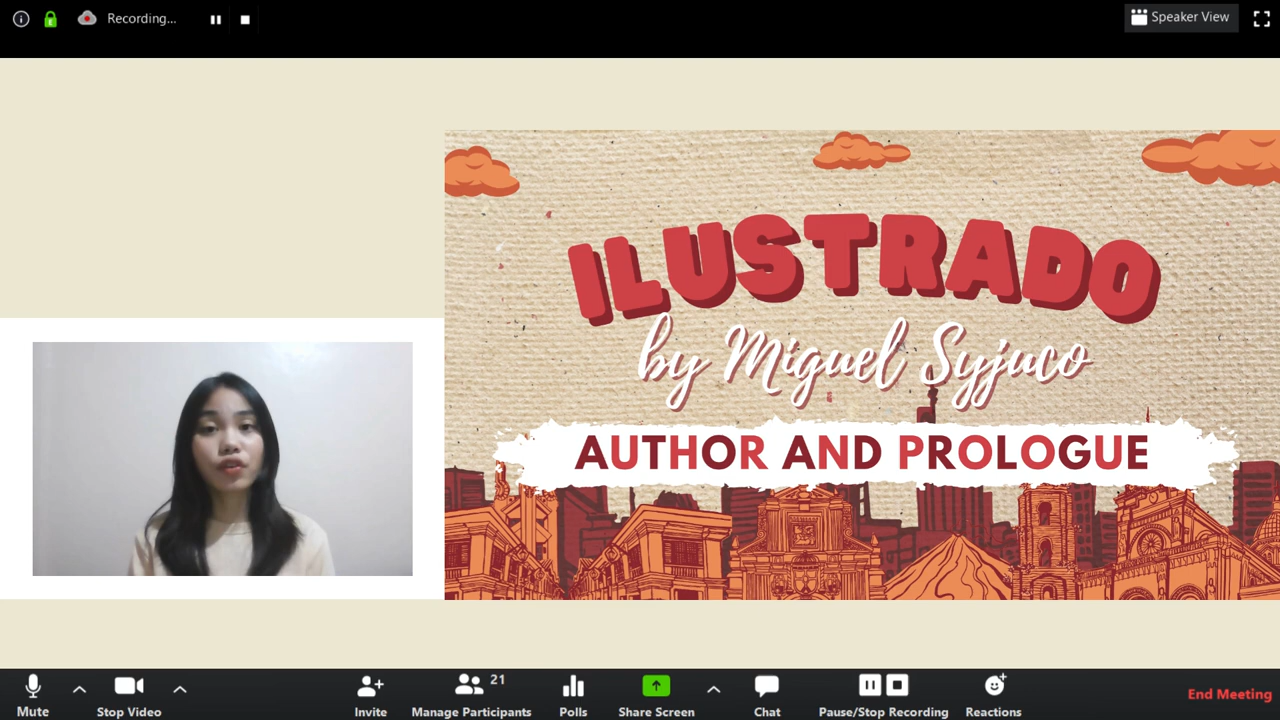 Recording...
Speaker View
ILUSTRADO
by Miguel Syjuco
AUTHOR AND PROLOGUE
21
Mute
Stop Video
Invite
Manage Participants
Polls
Share Screen
Chat
Pause/Stop Recording
Reactions
End Meeting